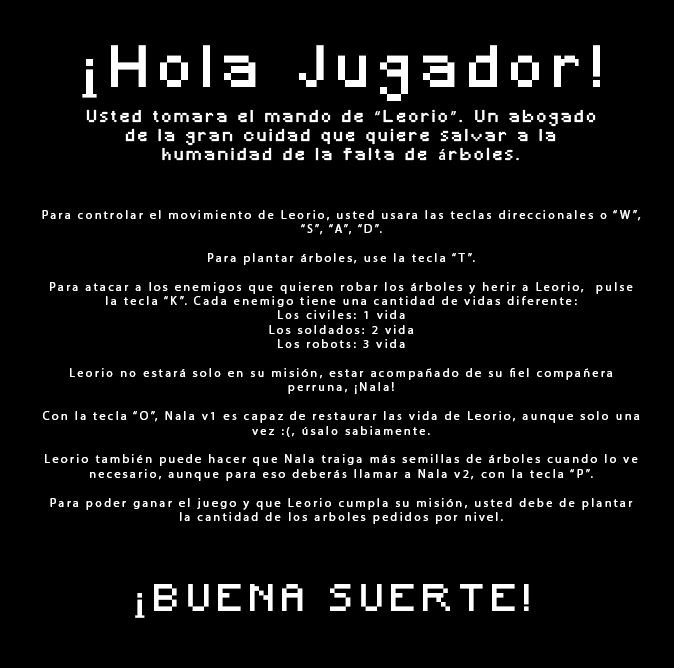 ¡Hola Jugador!
Usted tomara el mando de “Leorio”. Un abogado
de la gran cuidad que quiere salvar a la
humanidad de la falta de árboles.
Para controlar el movimiento de Leorio, usted usara las teclas direccionales o “W”,
“S”, “A”, “D”.
Para plantar árboles, use la tecla “T”.
Para atacar a los enemigos que quieren robar los árboles y herir a Leorio,  pulse
la tecla “K”. Cada enemigo tiene una cantidad de vidas diferente:
Los civiles: 1 vida
Los soldados: 2 vida
Los robots: 3 vida
Leorio no estará solo en su misión, estar acompañado de su fiel compañera
perruna, ¡Nala!
Con la tecla “O”, Nala v1 es capaz de restaurar las vida de Leorio, aunque solo una
vez :(, úsalo sabiamente.
Leorio también puede hacer que Nala traiga más semillas de árboles cuando lo ve
necesario, aunque para eso deberás llamar a Nala v2, con la tecla “P”.
Para poder ganar el juego y que Leorio cumpla su misión, usted debe de plantar
la cantidad de los arboles pedidos por nivel.
¡BUENA SUERTE!